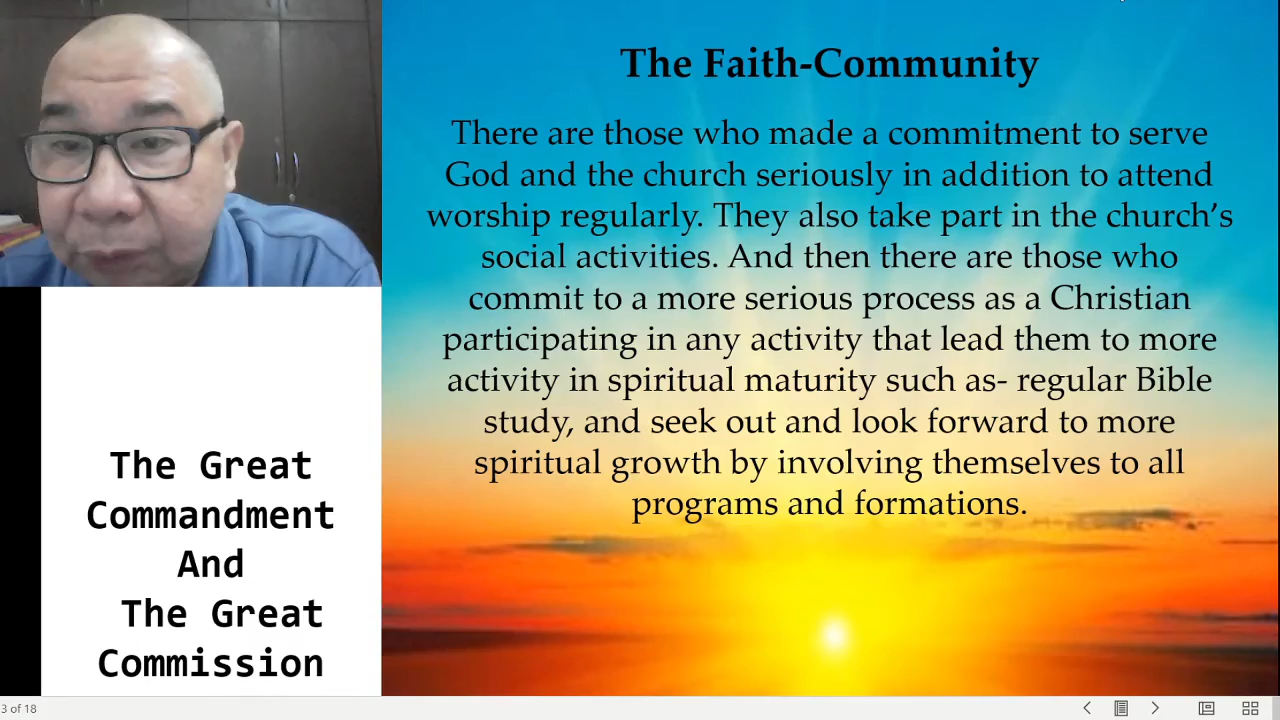 The Faith-Community
There are those who made a commitment to serve
God and the church seriously in addition to attend
worship regularly. They also take part in the church’s
social activities. And then there are those who
commit to a more serious process as a Christian
participating in any activity that lead them to more
activity in spiritual maturity such as- regular Bible
study, and seek out and look forward to more
spiritual growth by involving themselves to all
programs and formations.
The Great
Commandment
And
The Great
Commission
3 of 18